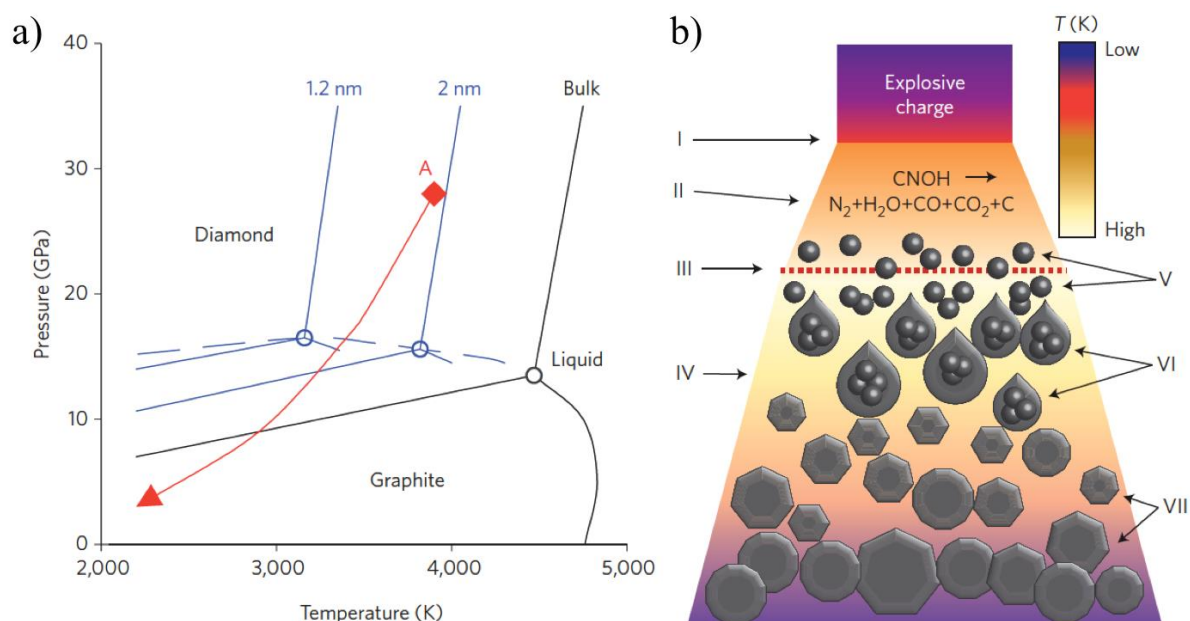 a)
40
30
20
10
0
Pressure (GPa)
2,000
3,000
4,000
5,000
Temperature (K)
1.2 nm
2 nm
Bulk
A
Diamond
Liquid
Graphite
b)
T (K)
Low
High
Explosive
charge
CNOH
N₂+H₂O+CO+CO₂+C
I
II
III
IV
V
VI
VII